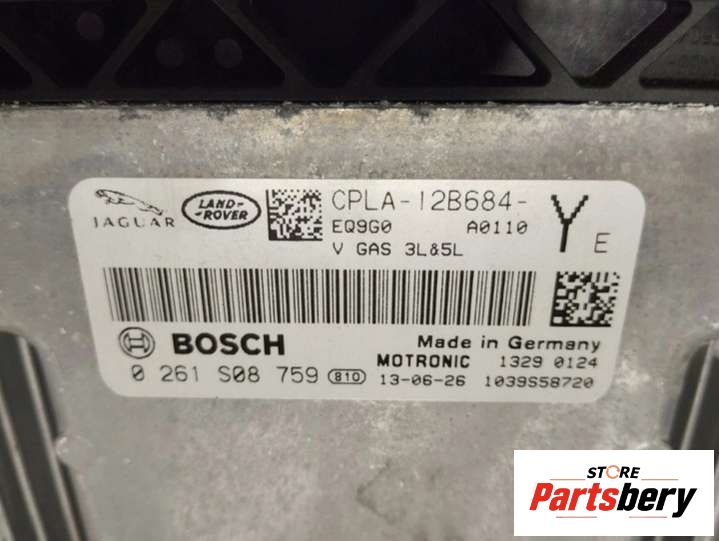 JAGUAR
LAND-
-ROVER
CPLA-12B684-
EQ9G0 A0110
V GAS 3L&5L
Y E
BOSCH
Made in Germany
MOTRONIC 1329 0124
0 261 S08 759 810 13-06-26 1039S58720
STORE
Partsbery